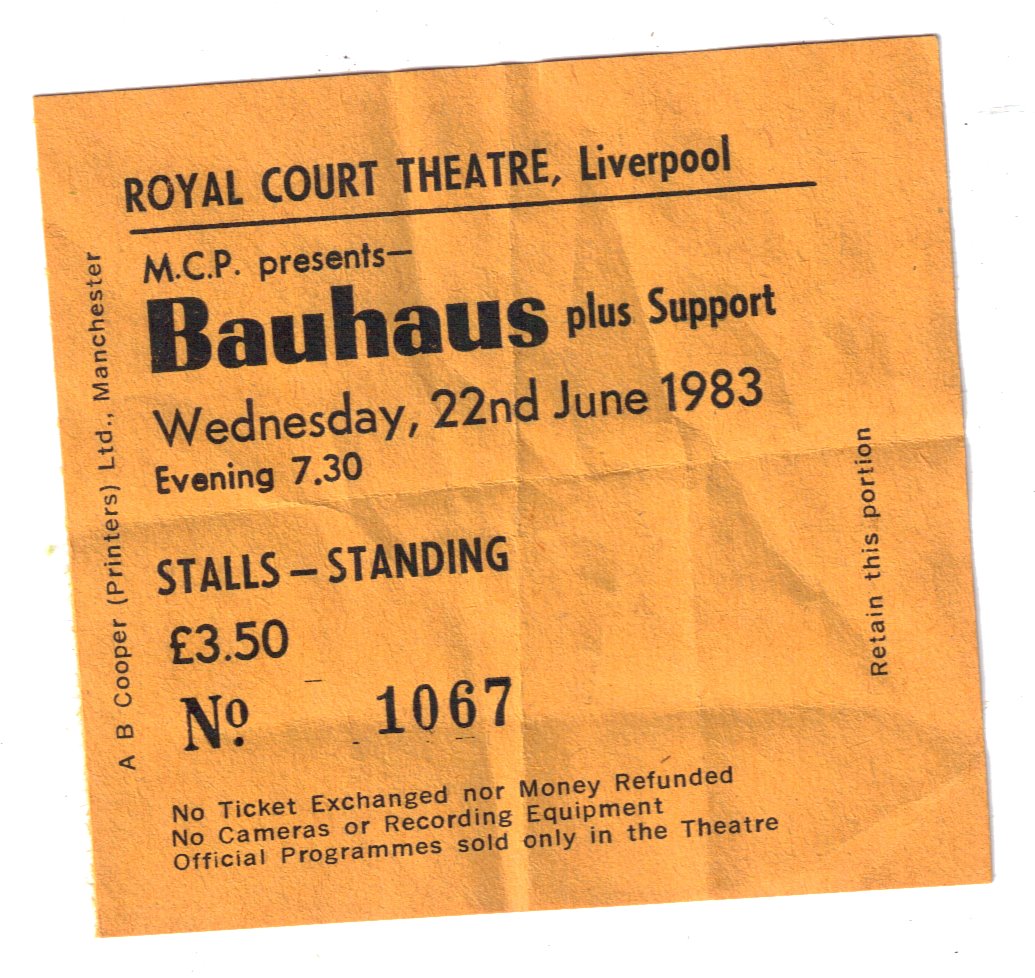 ROYAL COURT THEATRE, Liverpool
M.C.P. presents—
Bauhaus plus Support
Wednesday, 22nd June 1983
Evening 7.30
STALLS – STANDING
£3.50
Nº. 1067
No Ticket Exchanged nor Money Refunded
No Cameras or Recording Equipment
Official Programmes sold only in the Theatre
A B Cooper (Printers) Ltd., Manchester
Retain this portion